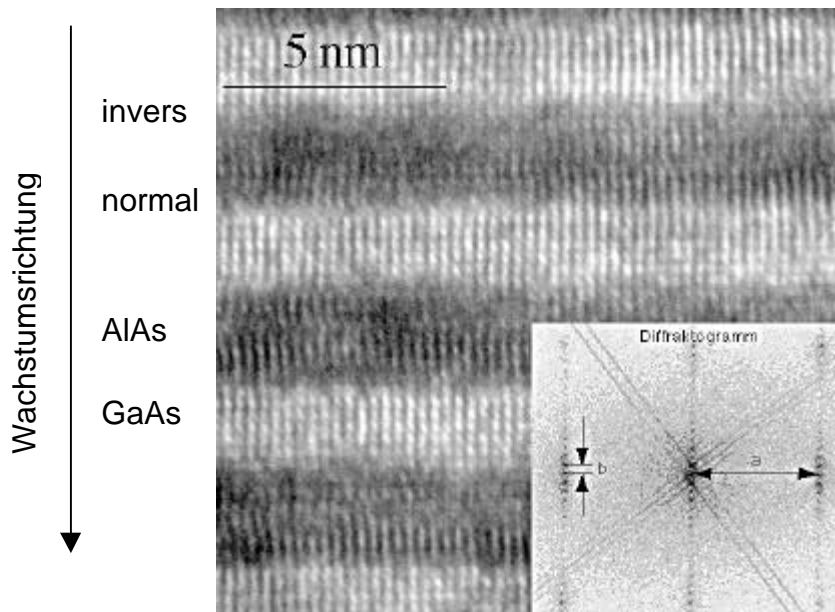 5 nm
invers
normal
AlAs
GaAs
Wachstumsrichtung
Diffraktogramm
b
a